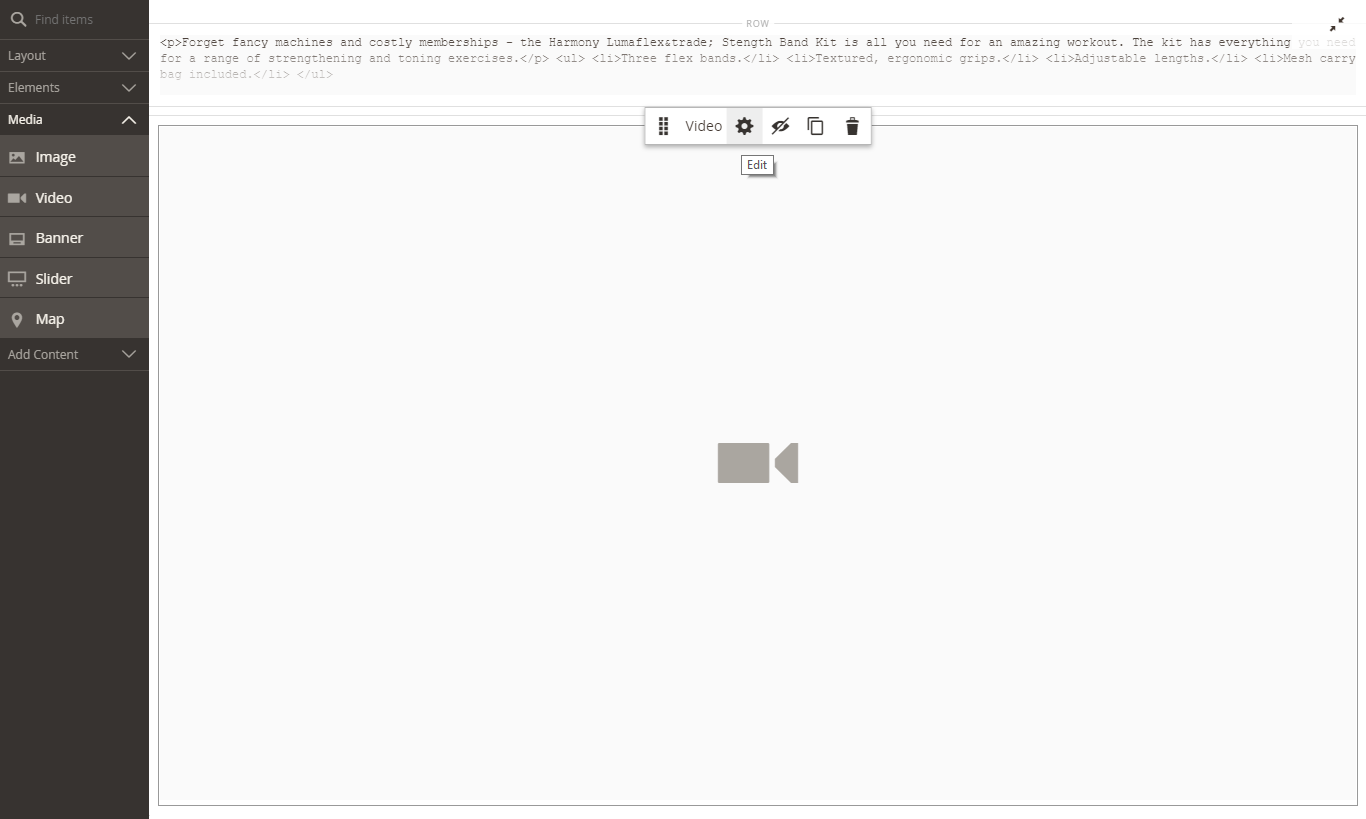 Find items
Layout
Elements
Media
Image
Video
Banner
Slider
Map
Add Content
ROW
<p>Forget fancy machines and costly memberships - the Harmony Lumaflex&trade; Stength Band Kit is all you need for an amazing workout. The kit has everything you need
for a range of strengthening and toning exercises.</p> <ul> <li>Three flex bands.</li> <li>Textured, ergonomic grips.</li> <li>Adjustable lengths.</li> <li>Mesh carry
bag included.</li> </ul>
Video
Edit